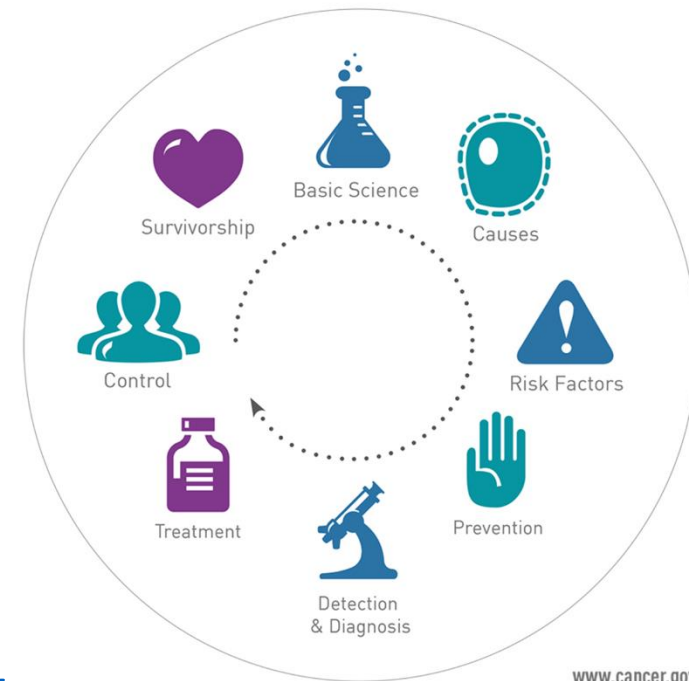 Basic Science
Causes
Risk Factors
Prevention
Detection
& Diagnosis
Treatment
Control
Survivorship